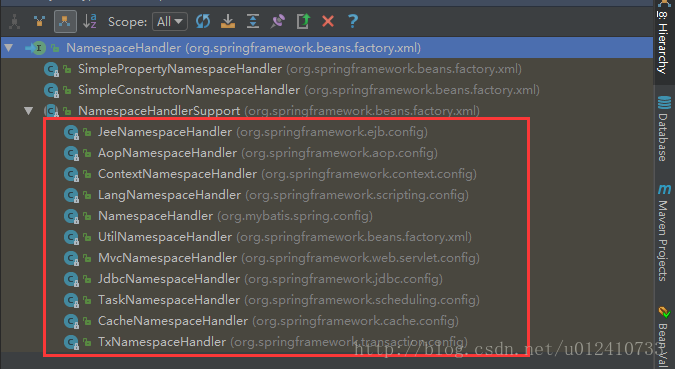 Scope: All
NamespaceHandler (org.springframework.beans.factory.xml)
SimplePropertyNamespaceHandler (org.springframework.beans.factory.xml)
SimpleConstructorNamespaceHandler (org.springframework.beans.factory.xml)
NamespaceHandlerSupport (org.springframework.beans.factory.xml)
JeeNamespaceHandler (org.springframework.ejb.config)
AopNamespaceHandler (org.springframework.aop.config)
ContextNamespaceHandler (org.springframework.context.config)
LangNamespaceHandler (org.springframework.scripting.config)
NamespaceHandler (org.mybatis.spring.config)
UtilNamespaceHandler (org.springframework.beans.factory.xml)
MvcNamespaceHandler (org.springframework.web.servlet.config)
JdbcNamespaceHandler (org.springframework.jdbc.config)
TaskNamespaceHandler (org.springframework.scheduling.config)
CacheNamespaceHandler (org.springframework.cache.config)
TxNamespaceHandler (org.springframework.transaction.config)
http://blog.csdn.net/u012410733
8: Hierarchy
Database
Maven Projects
Bean Val